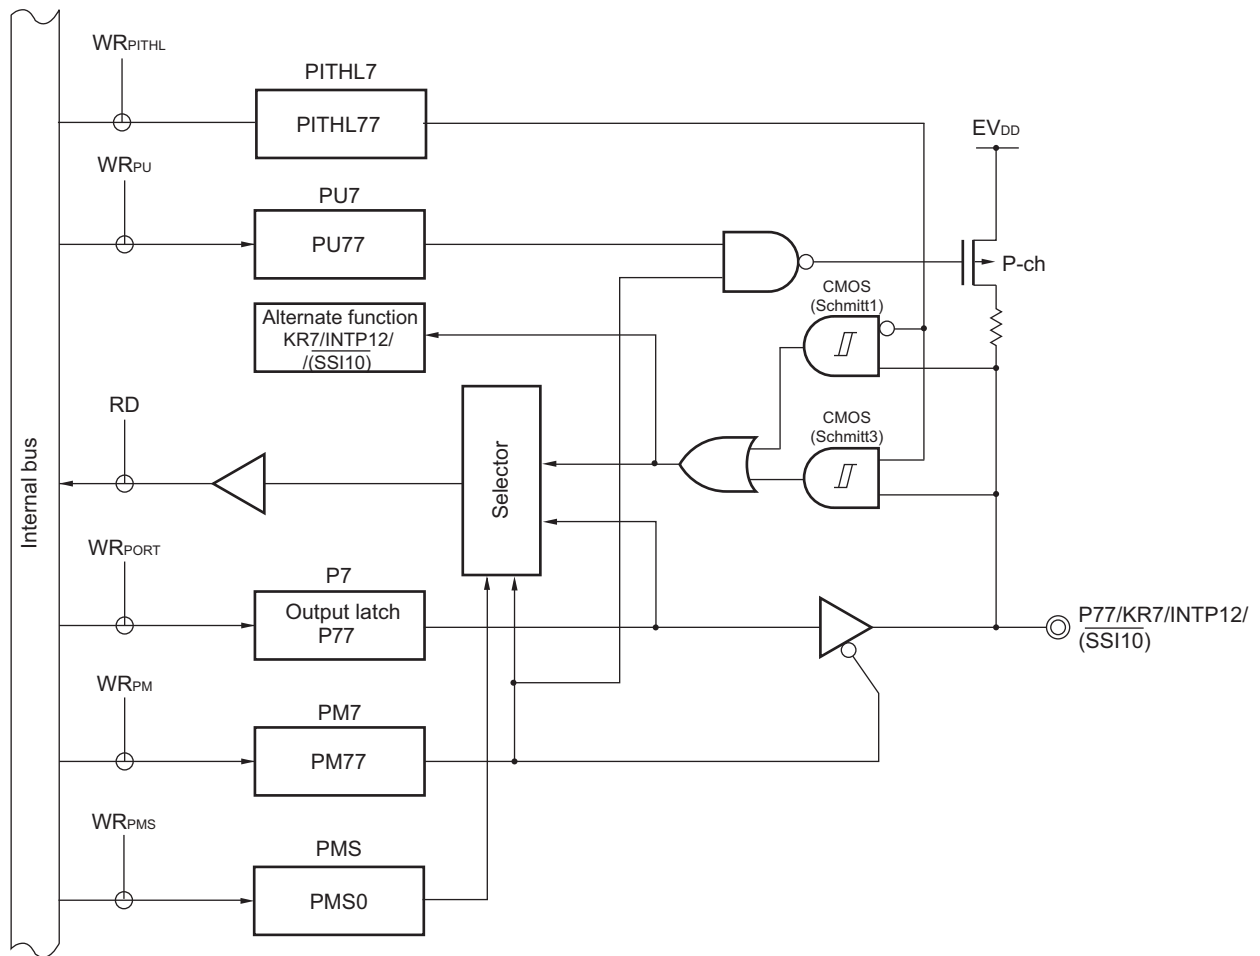 WRPITHL
PITHL7
PITHL77
EVDD
WRPU
PU7
PU77
P-ch
CMOS
(Schmitt1)
Alternate function
KR7/INTP12/
/(SSI10)
RD
CMOS
(Schmitt3)
Selector
Internal bus
WRPORT
P7
Output latch
P77
P77/KR7/INTP12/
(SSI10)
WRPM
PM7
PM77
WRPMS
PMS
PMS0